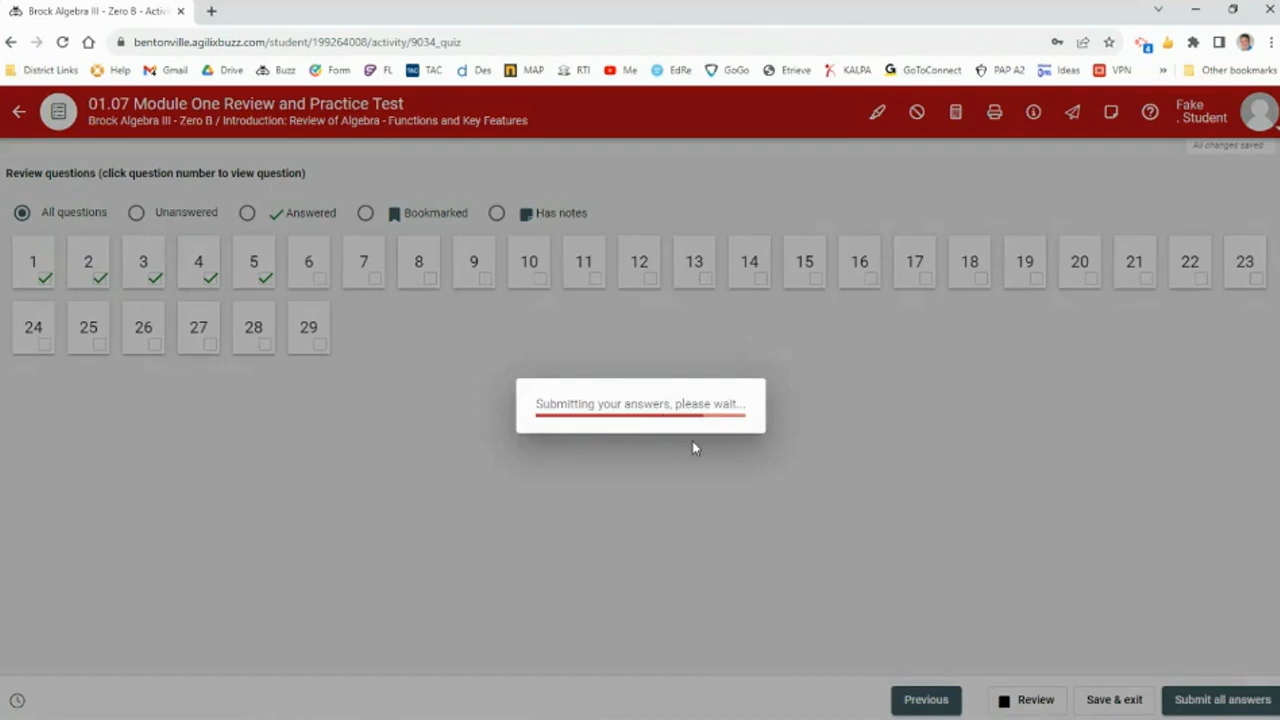 Brock Algebra III - Zero B - Activi
bentonville.agilixbuzz.com/student/199264008/activity/9034_quiz
District Links Help Gmail Drive Buzz Form FL TAC Des MAP RTI Me EdRe GoGo Etrieve KALPA GoToConnect PAP A2 Ideas VPN » Other bookmarks
01.07 Module One Review and Practice Test
Brock Algebra III - Zero B / Introduction: Review of Algebra - Functions and Key Features
Fake
. Student
All changes saved
Review questions (click question number to view question)
All questions Unanswered Answered Bookmarked Has notes
1 2 3 4 5 6 7 8 9 10 11 12 13 14 15 16 17 18 19 20 21 22 23
24 25 26 27 28 29
Submitting your answers, please wait...
Previous Review Save & exit Submit all answers